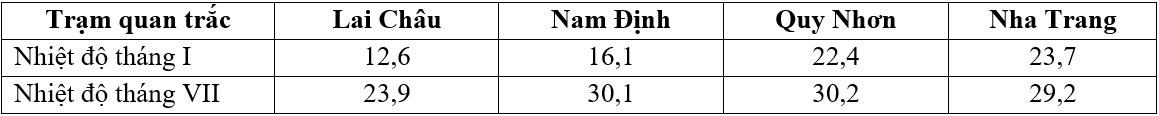 Trạm quan trắc Lai Châu Nam Định Quy Nhơn Nha Trang
Nhiệt độ tháng I 12,6 16,1 22,4 23,7
Nhiệt độ tháng VII 23,9 30,1 30,2 29,2